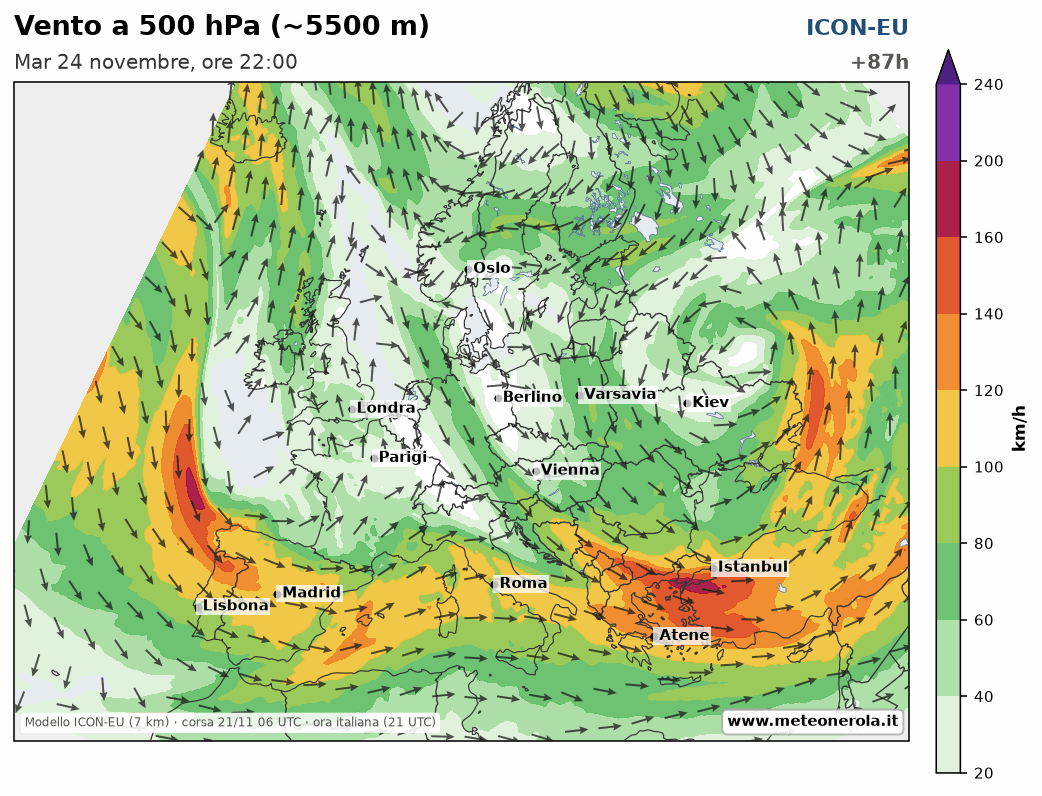 Vento a 500 hPa (~5500 m)
ICON-EU
Mar 24 novembre, ore 22:00
+87h
240
200
160
140
120
100
80
60
40
20
km/h
Oslo
Berlino
Varsavia
Kiev
Londra
Parigi
Vienna
Istanbul
Roma
Madrid
Lisbona
Atene
Modello ICON-EU (7 km) · corsa 21/11 06 UTC · ora italiana (21 UTC)
www.meteonerola.it